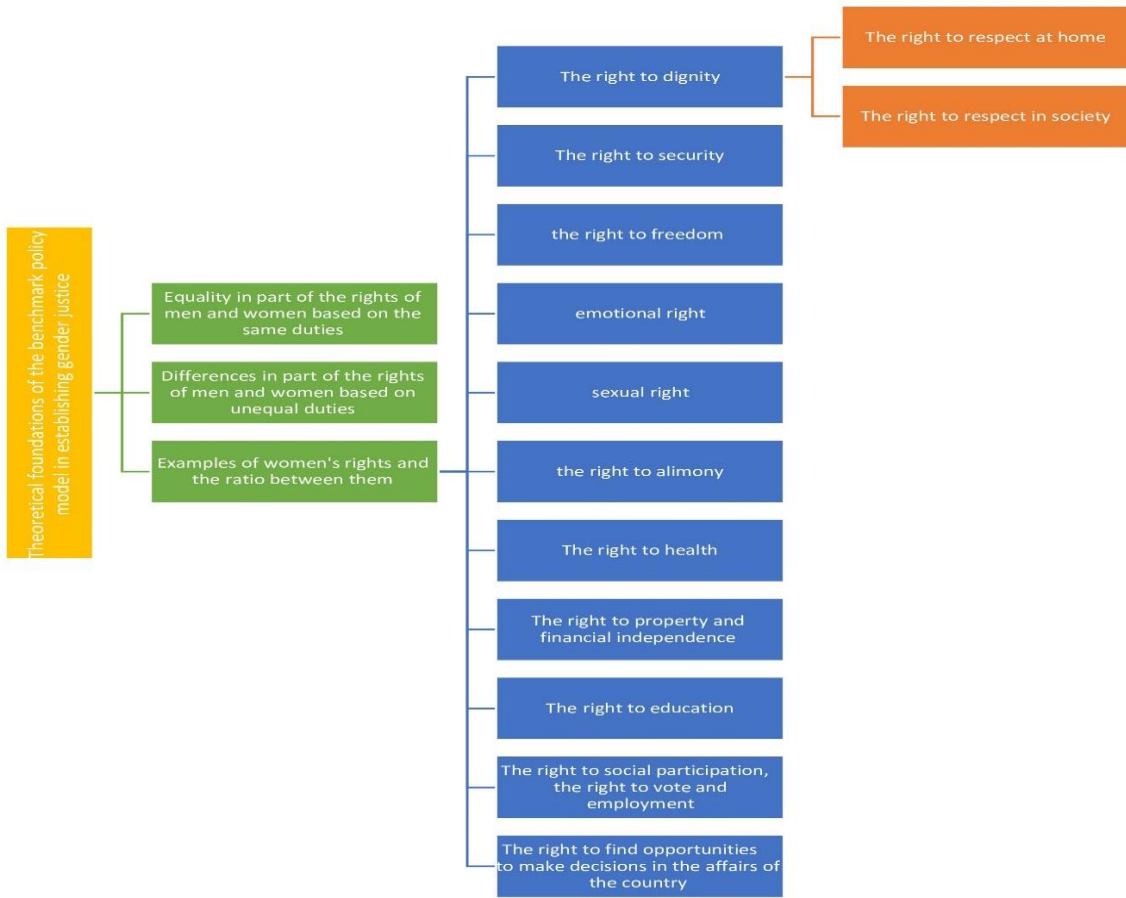 Theoretical foundations of the benchmark policy
model in establishing gender justice
Equality in part of the rights of
men and women based on the
same duties
Differences in part of the rights
of men and women based on
unequal duties
Examples of women's rights and
the ratio between them
The right to dignity
The right to respect at home
The right to respect in society
The right to security
the right to freedom
emotional right
sexual right
the right to alimony
The right to health
The right to property and
financial independence
The right to education
The right to social participation,
the right to vote and
employment
The right to find opportunities
to make decisions in the affairs of
the country